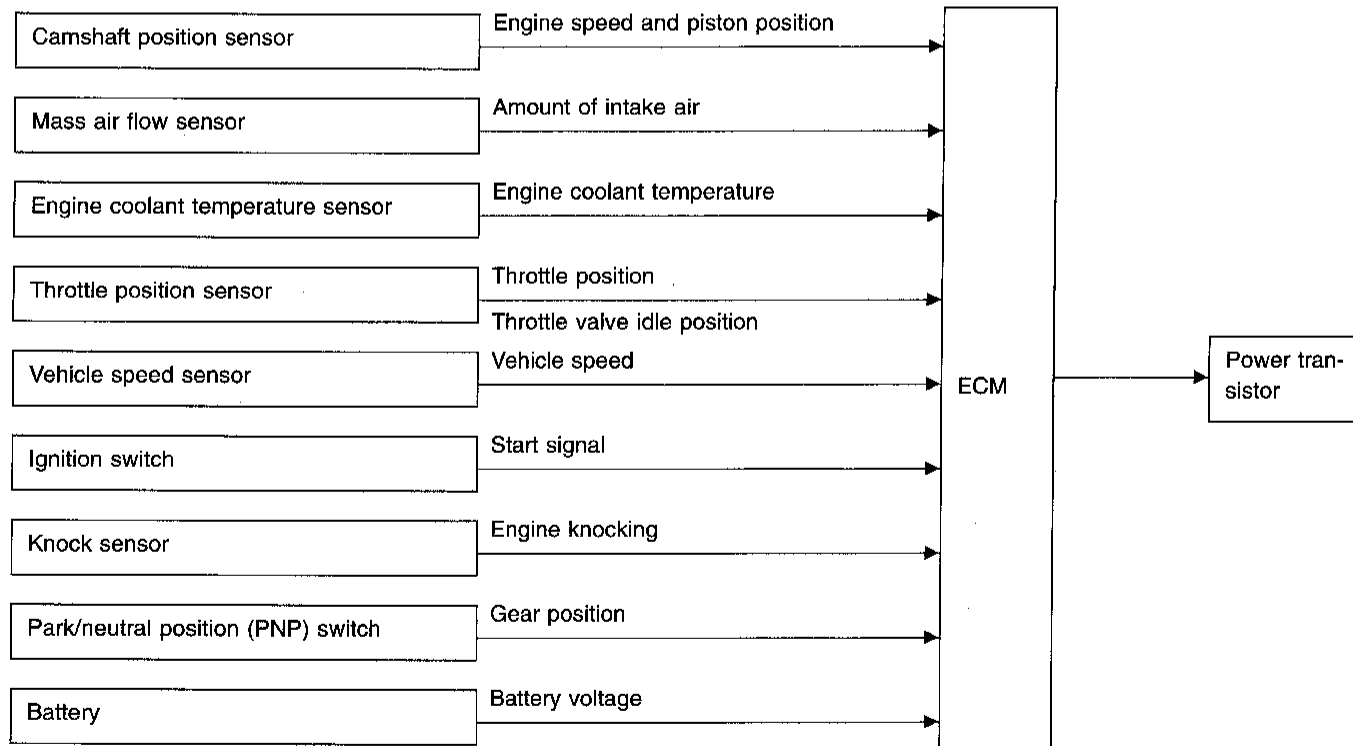 Camshaft position sensor
Engine speed and piston position
Mass air flow sensor
Amount of intake air
Engine coolant temperature sensor
Engine coolant temperature
Throttle position sensor
Throttle position
Throttle valve idle position
Vehicle speed sensor
Vehicle speed
Ignition switch
Start signal
Knock sensor
Engine knocking
Park/neutral position (PNP) switch
Gear position
Battery
Battery voltage
ECM
Power tran-
sistor